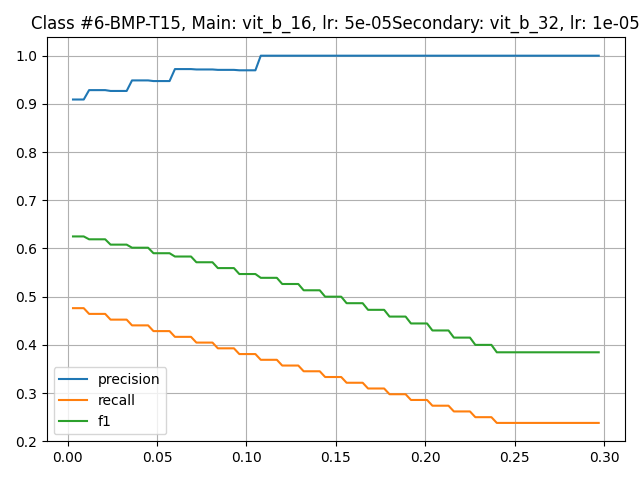 Class #6-BMP-T15, Main: vit_b_16, lr: 5e-05Secondary: vit_b_32, lr: 1e-05
1.0
0.9
0.8
0.7
0.6
0.5
0.4
0.3
0.2
precision
recall
f1
0.00 0.05 0.10 0.15 0.20 0.25 0.30